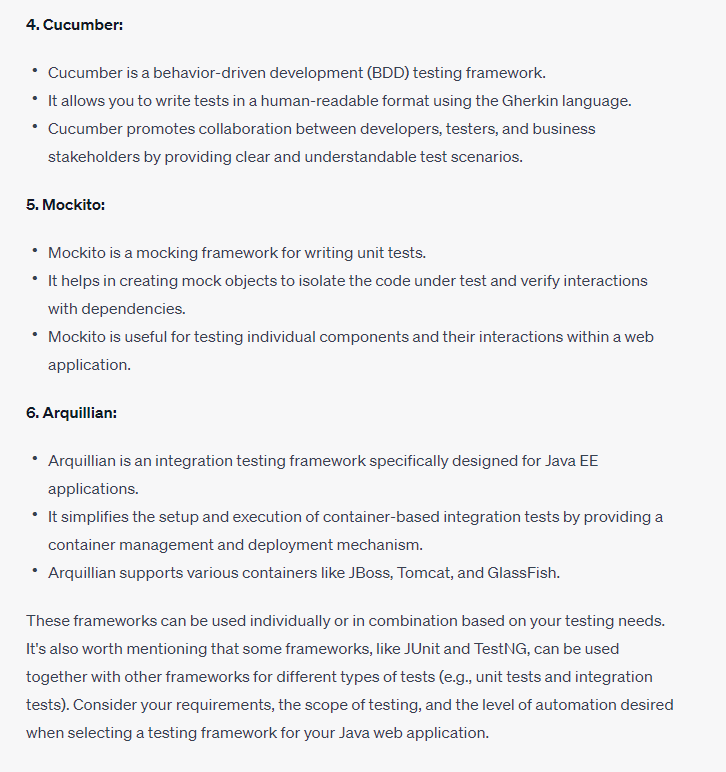 4. Cucumber:
• Cucumber is a behavior-driven development (BDD) testing framework.
• It allows you to write tests in a human-readable format using the Gherkin language.
• Cucumber promotes collaboration between developers, testers, and business
stakeholders by providing clear and understandable test scenarios.
5. Mockito:
• Mockito is a mocking framework for writing unit tests.
• It helps in creating mock objects to isolate the code under test and verify interactions
with dependencies.
• Mockito is useful for testing individual components and their interactions within a web
application.
6. Arquillian:
• Arquillian is an integration testing framework specifically designed for Java EE
applications.
• It simplifies the setup and execution of container-based integration tests by providing a
container management and deployment mechanism.
• Arquillian supports various containers like JBoss, Tomcat, and GlassFish.
These frameworks can be used individually or in combination based on your testing needs.
It's also worth mentioning that some frameworks, like JUnit and TestNG, can be used
together with other frameworks for different types of tests (e.g., unit tests and integration
tests). Consider your requirements, the scope of testing, and the level of automation desired
when selecting a testing framework for your Java web application.